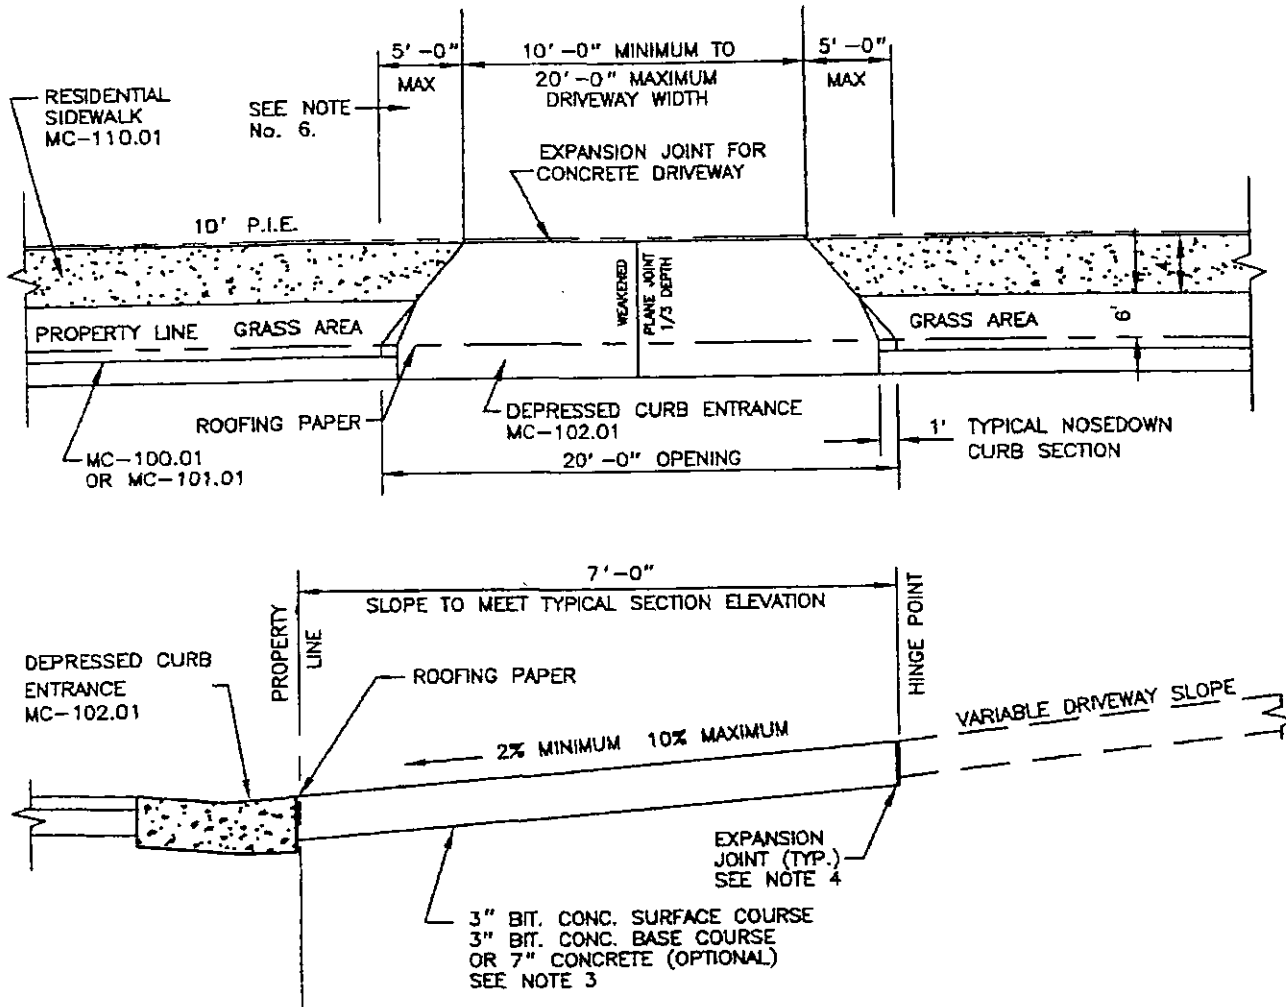 5'-0"
MAX
10'-0" MINIMUM TO
20'-0" MAXIMUM
DRIVEWAY WIDTH
5'-0"
MAX
RESIDENTIAL
SIDEWALK
MC-110.01
SEE NOTE
No. 6.
EXPANSION JOINT FOR
CONCRETE DRIVEWAY
10' P.I.E.
WEAKENED
PLANE JOINT
1/3 DEPTH
4'
6'
PROPERTY LINE
GRASS AREA
GRASS AREA
ROOFING PAPER
DEPRESSED CURB ENTRANCE
MC-102.01
1' TYPICAL NOSEDOWN
CURB SECTION
MC-100.01
OR MC-101.01
20'-0" OPENING
7'-0"
SLOPE TO MEET TYPICAL SECTION ELEVATION
PROPERTY
LINE
HINGE POINT
DEPRESSED CURB
ENTRANCE
MC-102.01
ROOFING PAPER
VARIABLE DRIVEWAY SLOPE
2% MINIMUM 10% MAXIMUM
EXPANSION
JOINT (TYP.)
SEE NOTE 4
3" BIT. CONC. SURFACE COURSE
3" BIT. CONC. BASE COURSE
OR 7" CONCRETE (OPTIONAL)
SEE NOTE 3